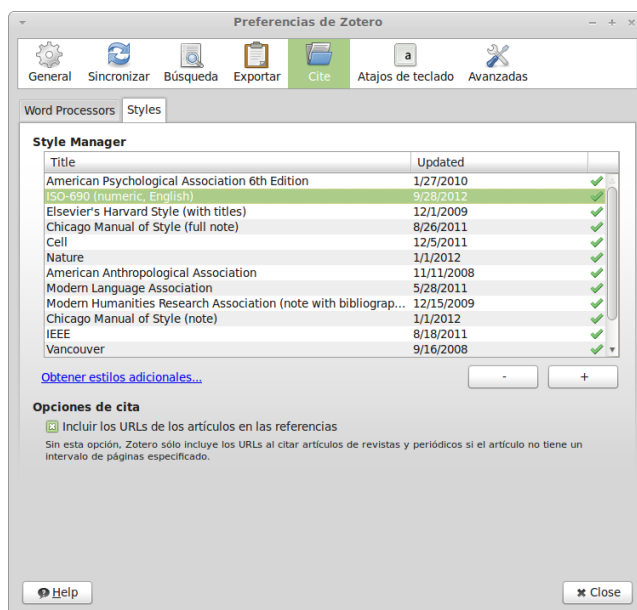 Preferencias de Zotero
General Sincronizar Búsqueda Exportar Cite Atajos de teclado Avanzadas
a
Word Processors Styles
Style Manager
Title Updated
American Psychological Association 6th Edition 1/27/2010
ISO-690 (numeric, English) 9/28/2012
Elsevier's Harvard Style (with titles) 12/1/2009
Chicago Manual of Style (full note) 8/26/2011
Cell 12/5/2011
Nature 1/1/2012
American Anthropological Association 11/11/2008
Modern Language Association 5/28/2011
Modern Humanities Research Association (note with bibliograp... 12/15/2009
Chicago Manual of Style (note) 1/1/2012
IEEE 8/18/2011
Vancouver 9/16/2008
Obtener estilos adicionales... - +
Opciones de cita
Incluir los URLs de los artículos en las referencias
Sin esta opción, Zotero sólo incluye los URLs al citar artículos de revistas y periódicos si el artículo no tiene un
intervalo de páginas especificado.
Help Close